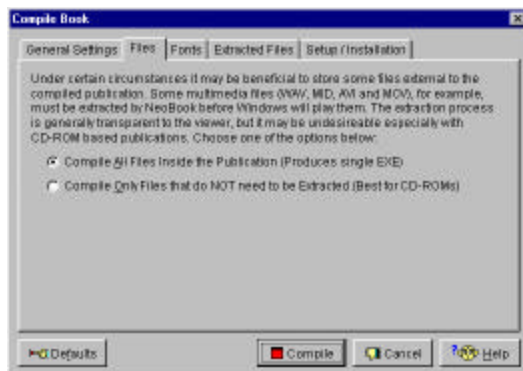 Compile Book
General Settings Files Fonts Extracted Files Setup / Installation
Under certain circumstances it may be beneficial to store some files external to the
compiled publication. Some multimedia files (WAV, MID, AVI and MOV), for example,
must be extracted by NeoBook before Windows will play them. The extraction process
is generally transparent to the viewer, but it may be undesireable especially with
CD-ROM based publications. Choose one of the options below:
Compile All Files Inside the Publication (Produces single EXE)
Compile Only Files that do NOT need to be Extracted (Best for CD-ROMs)
Defaults Compile Cancel Help